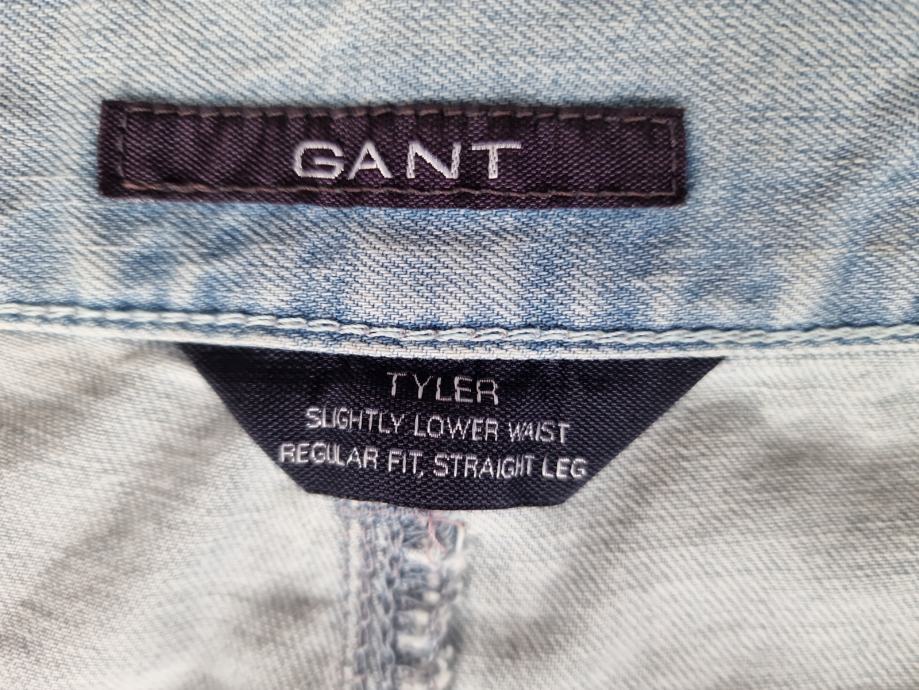 GANT
TYLER
SLIGHTLY LOWER WAIST
REGULAR FIT, STRAIGHT LEG